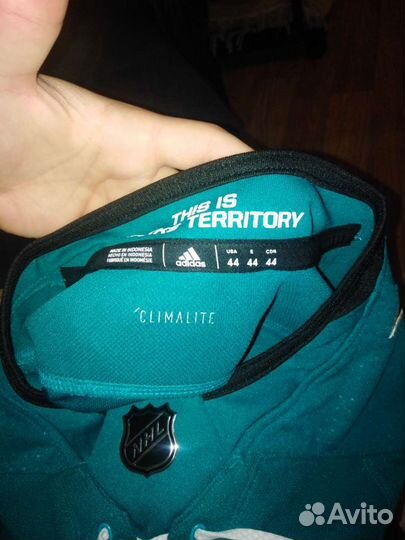 THIS IS
TERRITORY
MADE IN INDONESIA
HECHO EN INDONESIA
FABRIQUÉ EN INDONÉSIE
adidas
USA E CDN
44 44 44
CLIMALITE
NHL
Avito